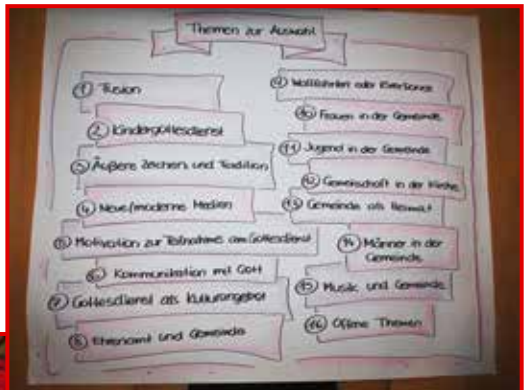 Themen zur Auswahl
① Fusion
② Kindergottesdienst
③ Äußere Zeichen und Tradition
④ Neue/moderne Medien
⑤ Motivation zur Teilnahme am Gottesdienst
⑥ Kommunikation mit Gott
⑦ Gottesdienst als Kulturangebot
⑧ Ehrenamt und Gemeinde
⑨ Wallfahrten oder
⑩ Frauen in der Gemeinde
⑪ Jugend in der Gemeinde
⑫ Gemeinschaft in der Kirche
⑬ Gemeinde als Heimat
⑭ Männer in der
Gemeinde
⑮ Musik und Gemeinde
⑯ Offene Themen